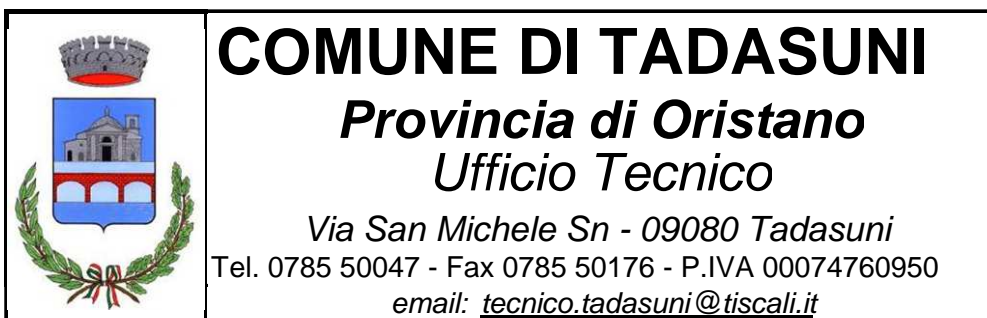 COMUNE DI TADASUNI
Provincia di Oristano
Ufficio Tecnico
Via San Michele Sn - 09080 Tadasuni
Tel. 0785 50047 - Fax 0785 50176 - P.IVA 00074760950
email: tecnico.tadasuni@tiscali.it